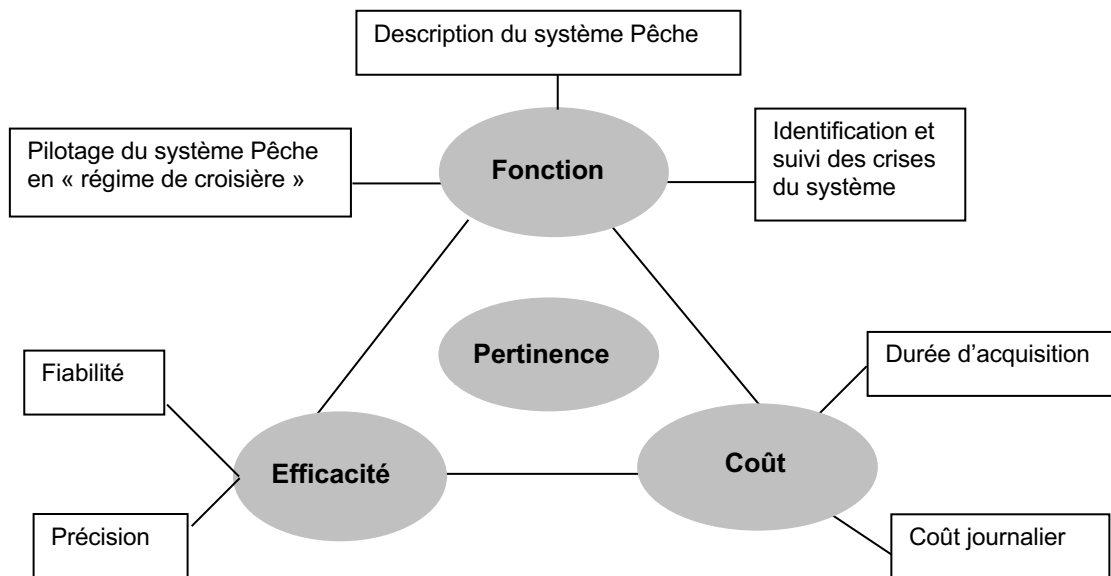 Description du système Pêche
Pilotage du système Pêche
en « régime de croisière »
Fonction
Identification et
suivi des crises
du système
Pertinence
Fiabilité
Durée d’acquisition
Efficacité
Coût
Précision
Coût journalier